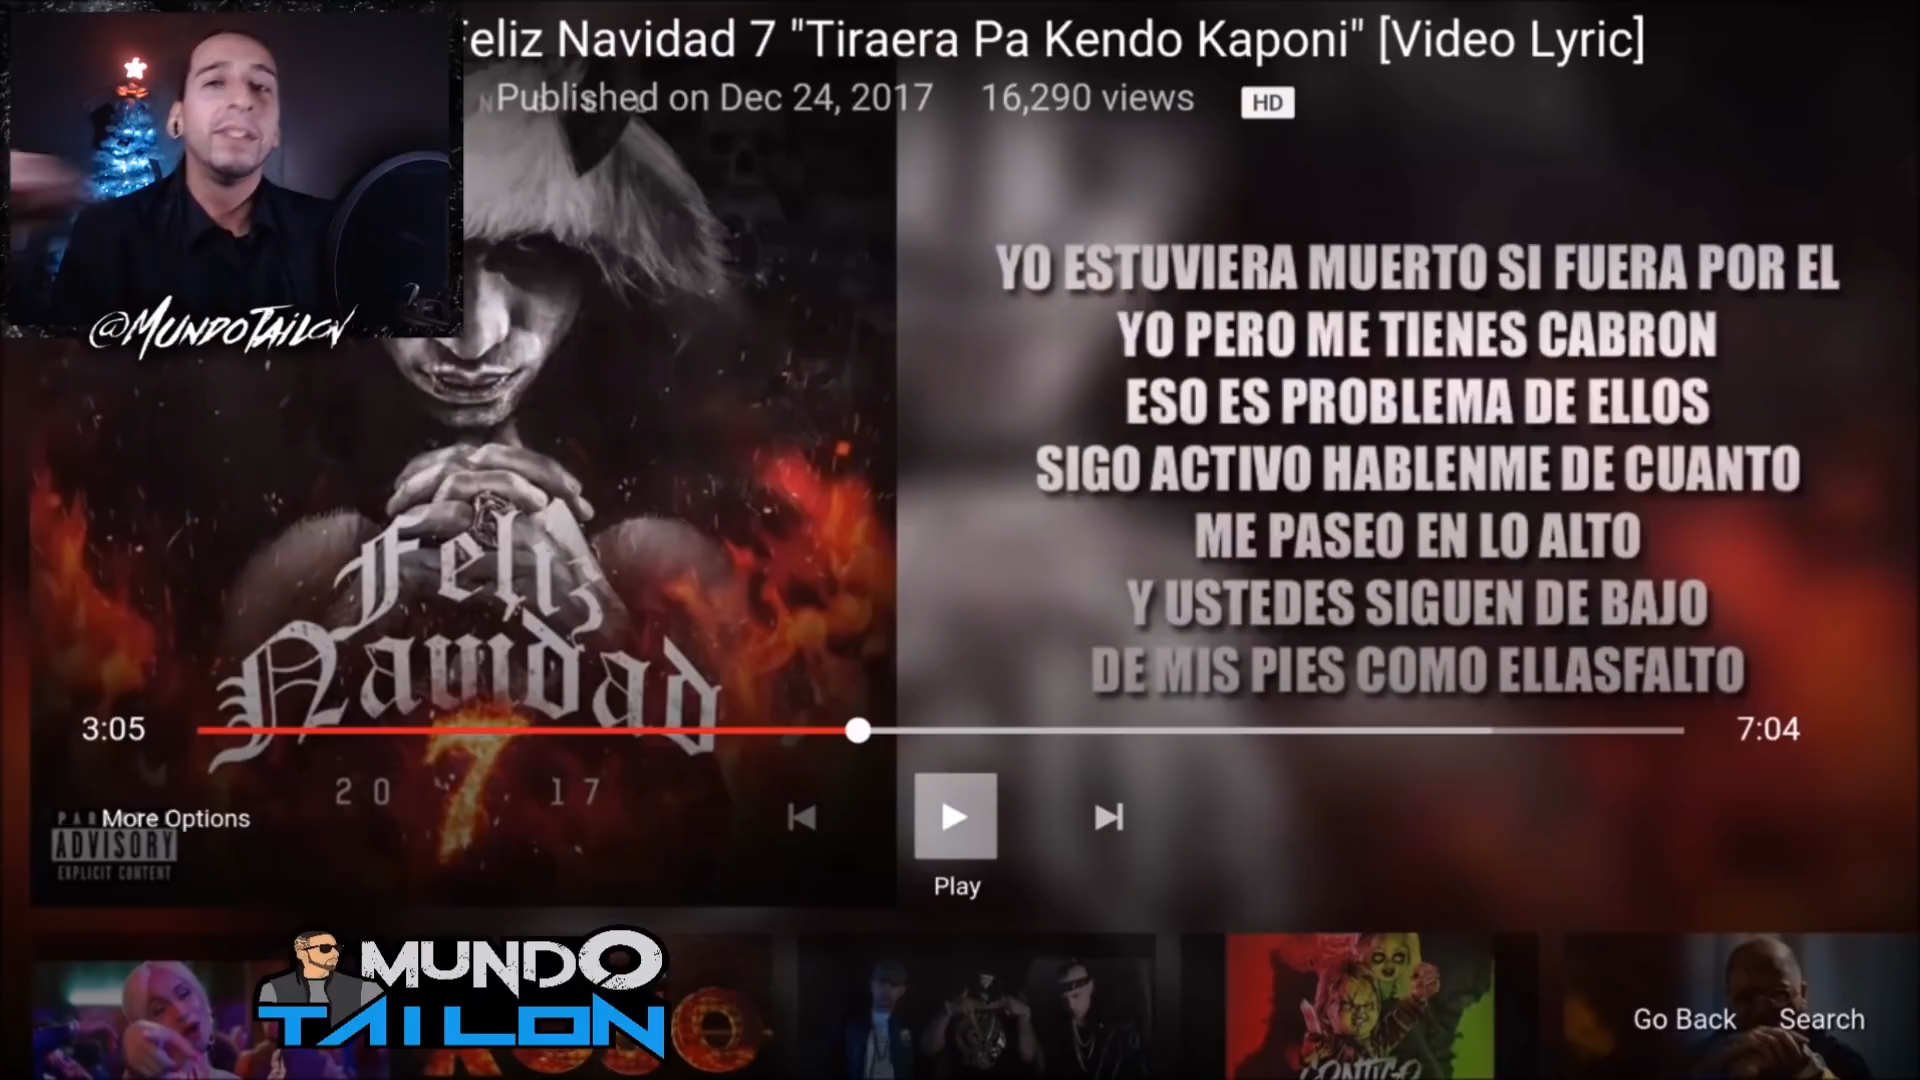 Feliz Navidad 7 "Tiraera Pa Kendo Kaponi" [Video Lyric]
Published on Dec 24, 2017 16,290 views HD
@MUNDOTAILON
YO ESTUVIERA MUERTO SI FUERA POR EL
YO PERO ME TIENES CABRON
ESO ES PROBLEMA DE ELLOS
SIGO ACTIVO HABLENME DE CUANTO
ME PASEO EN LO ALTO
Y USTEDES SIGUEN DE BAJO
DE MIS PIES COMO ELLASFALTO
Feliz
Navidad
7
20 17
3:05 7:04
More Options
ADVISORY
EXPLICIT CONTENT
Play
MUNDO
TAILON
CONTIGO
Go Back Search